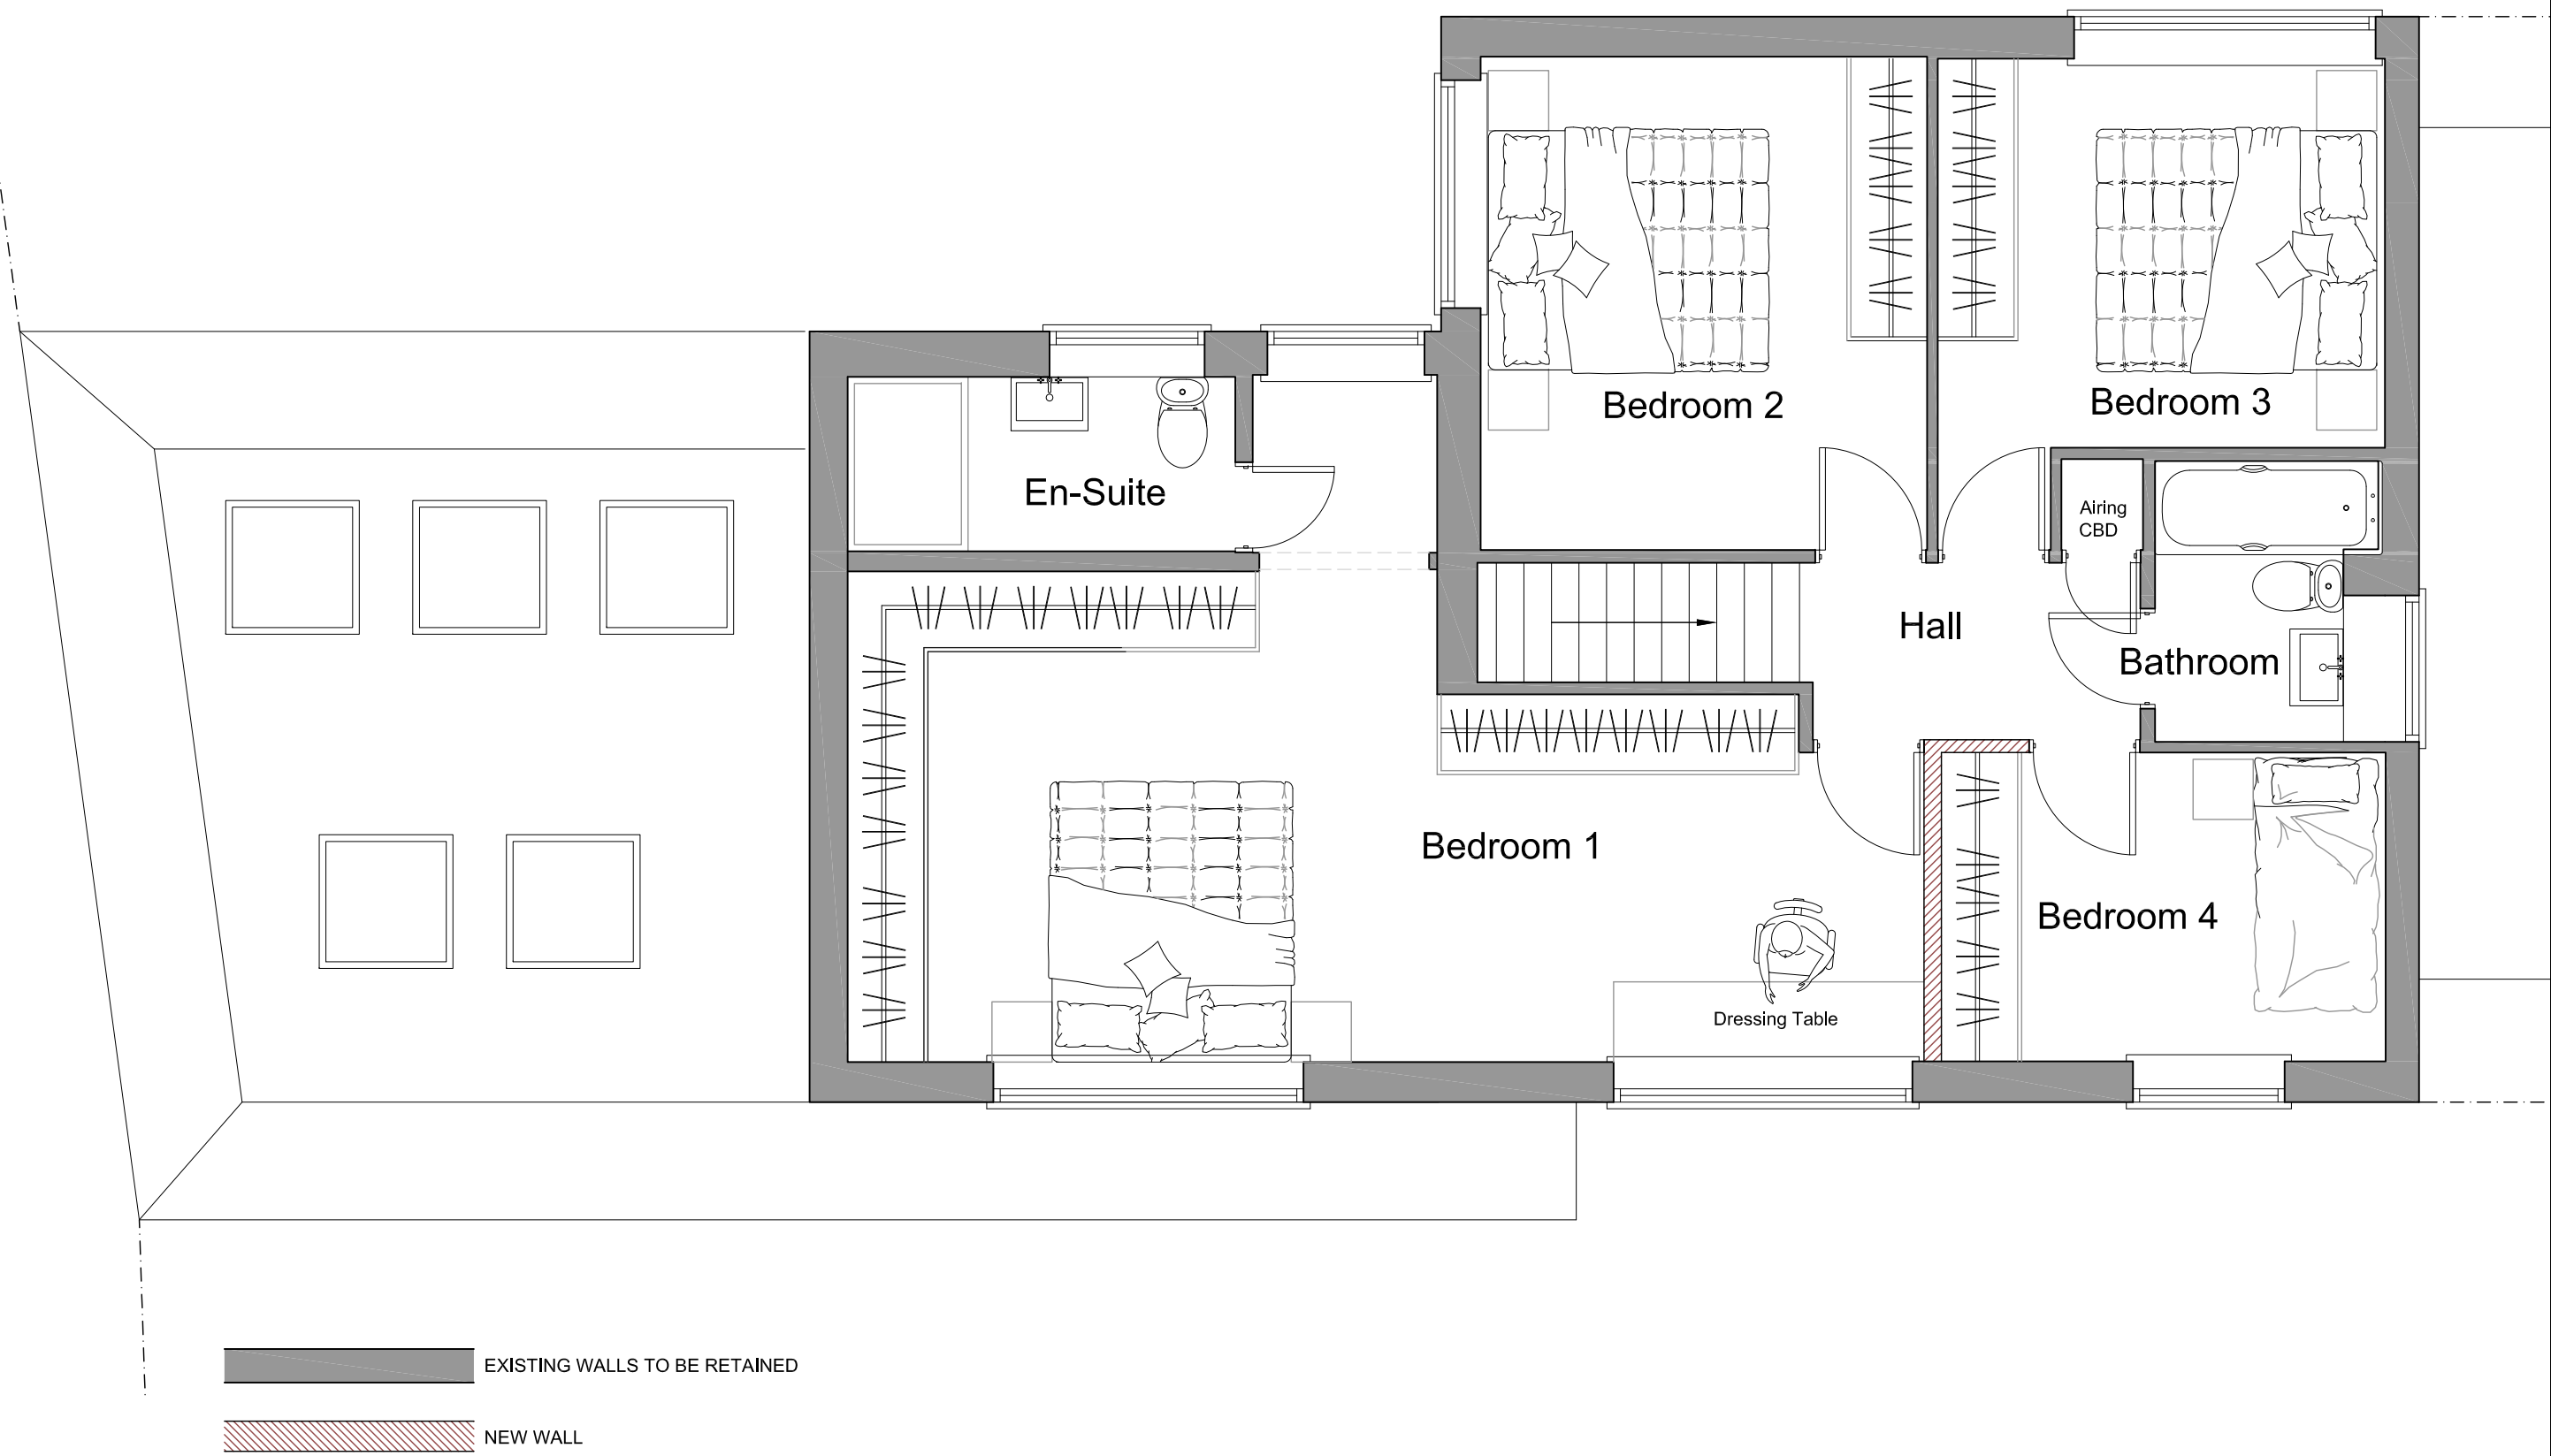 Bedroom 2
Bedroom 3
En-Suite
Airing
CBD
Hall
Bathroom
Bedroom 1
Bedroom 4
Dressing Table
EXISTING WALLS TO BE RETAINED
NEW WALL